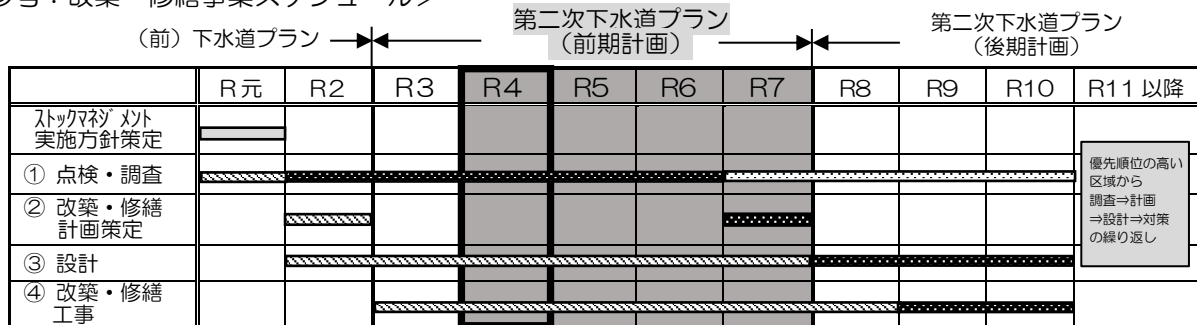 第二次下水道プラン
（前期計画）
（前）下水道プラン
第二次下水道プラン
（後期計画）
R元 R2 R3 R4 R5 R6 R7 R8 R9 R10 R11以降
ｽﾄｯｸﾏﾈｼﾞﾒﾝﾄ
実施方針策定
① 点検・調査
② 改築・修繕
計画策定
③ 設計
④ 改築・修繕
工事
優先順位の高い
区域から
調査⇒計画
⇒設計⇒対策
の繰り返し